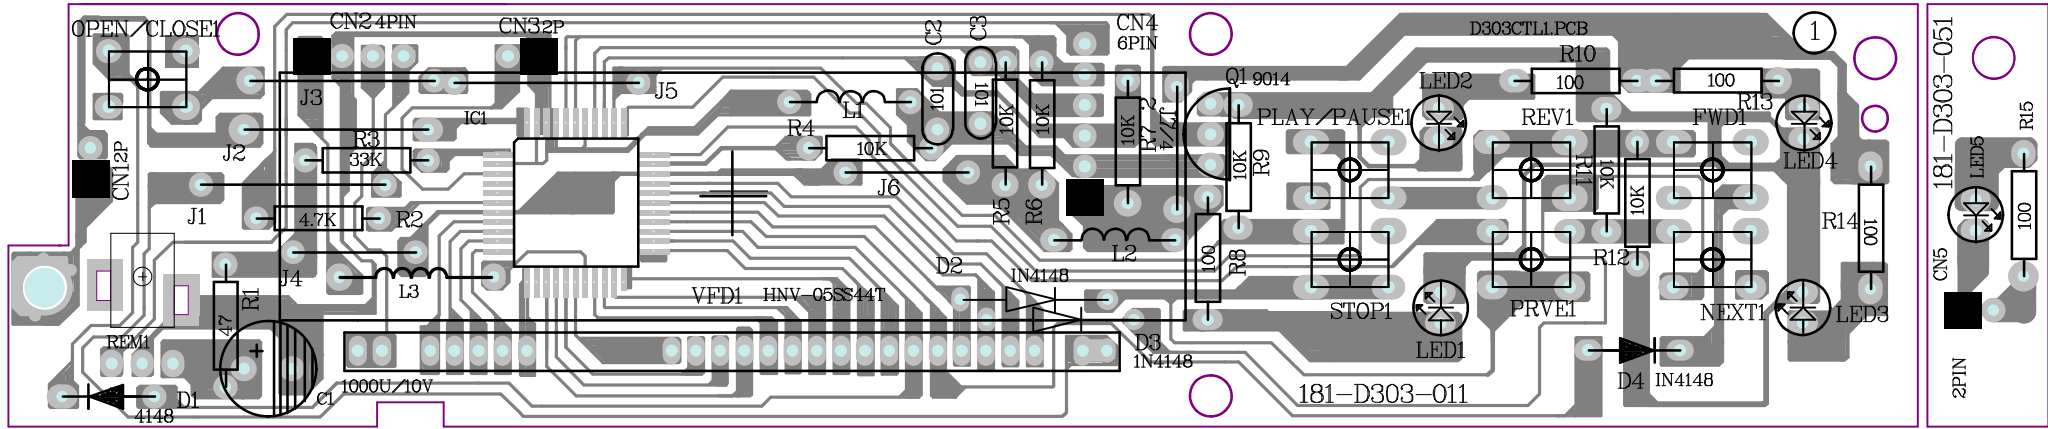 OPEN/CLOSE1
CN2 4PIN
CN3 2P
C2
C3
CN4
6PIN
D303CTL1.PCB
1
181-D303-051
J3
J5
101
101
10K
10K
L1
Q1 9014
R10
100
100
LED2
R13
IC1
J2
R3
33K
R4
10K
10K
R7
J2/4
PLAY/PAUSE1
REV1
FWD1
LED4
R15
LED5
CN1 2P
J1
4.7K
R2
J6
R5
R6
10K
R9
R11
10K
10K
R14
100
100
J4
L3
D2
IN4148
L2
100
R8
R12
CN5
R1
47
VFD1
HNV-05SS44T
STOP1
PRVE1
NEXT1
LED3
REM1
D3
1N4148
LED1
1000U/10V
C1
D1
4148
181-D303-011
D4
IN4148
2PIN